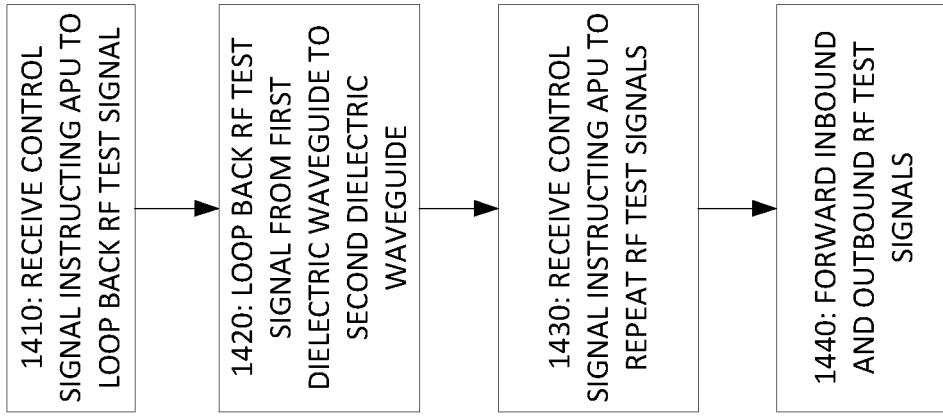 1410: RECEIVE CONTROL
SIGNAL INSTRUCTING APU TO
LOOP BACK RF TEST SIGNAL
1420: LOOP BACK RF TEST
SIGNAL FROM FIRST
DIELECTRIC WAVEGUIDE TO
SECOND DIELECTRIC
WAVEGUIDE
1430: RECEIVE CONTROL
SIGNAL INSTRUCTING APU TO
REPEAT RF TEST SIGNALS
1440: FORWARD INBOUND
AND OUTBOUND RF TEST
SIGNALS